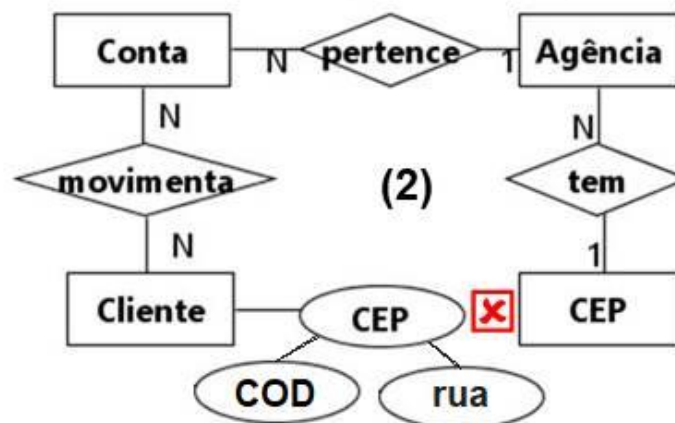 Conta
N
pertence
1
Agência
N
N
movimenta
(2)
tem
N
1
Cliente
CEP
CEP
COD
rua